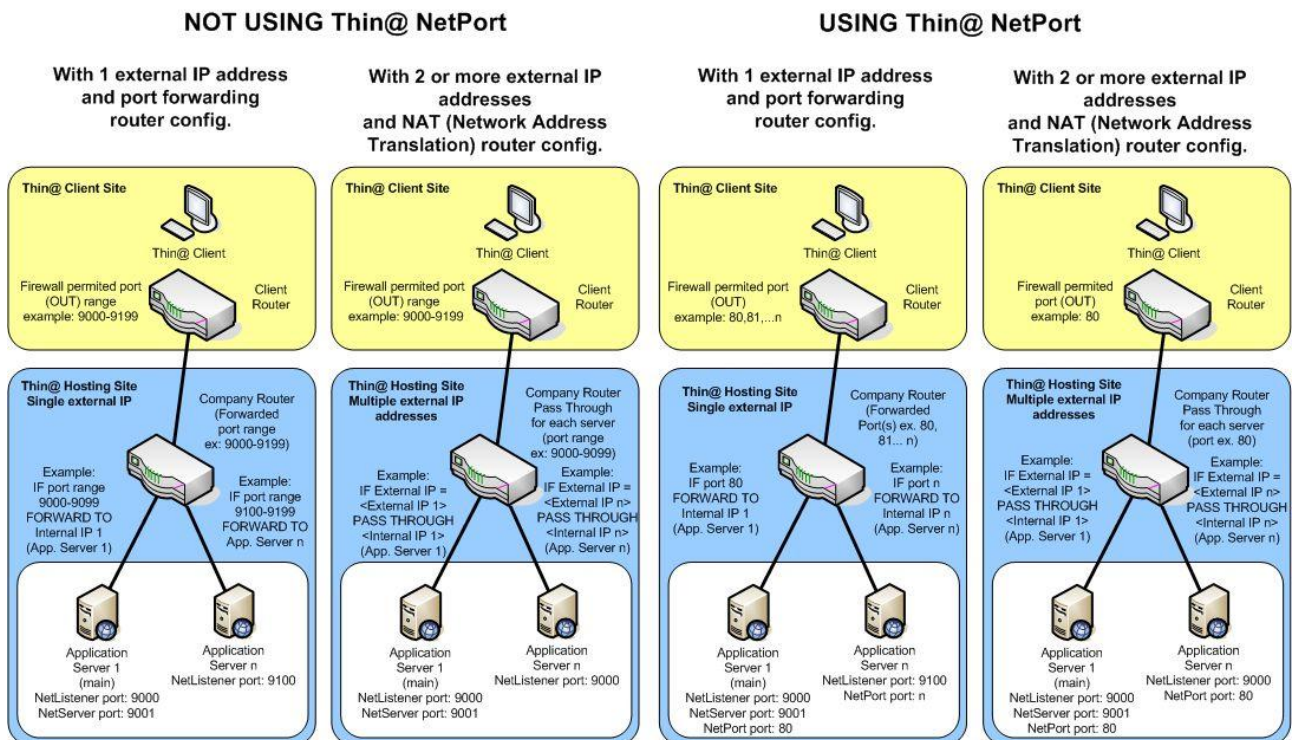 NOT USING Thin@ NetPort
USING Thin@ NetPort
With 1 external IP address
and port forwarding
router config.
With 2 or more external IP
addresses
and NAT (Network Address
Translation) router config.
With 1 external IP address
and port forwarding
router config.
With 2 or more external IP
addresses
and NAT (Network Address
Translation) router config.
Thin@ Client Site
Thin@ Client
Firewall permited port
(OUT) range
example: 9000-9199
Client
Router
Thin@ Hosting Site
Single external IP
Company Router
(Forwarded
port range
ex: 9000-9199)
Example:
IF port range
9000-9099
FORWARD TO
Internal IP 1
(App. Server 1)
Example:
IF port range
9100-9199
FORWARD TO
App. Server n
Application
Server 1
(main)
NetListener port: 9000
NetServer port: 9001
Application
Server n
NetListener port: 9100
Thin@ Client Site
Thin@ Client
Firewall permited port
(OUT) range
example: 9000-9199
Client
Router
Thin@ Hosting Site
Multiple external IP
addresses
Company Router
Pass Through
for each server
(port range
ex: 9000-9099)
Example:
IF External IP =
<External IP 1>
PASS THROUGH
<Internal IP 1>
(App. Server 1)
Example:
IF External IP =
<External IP n>
PASS THROUGH
<Internal IP n>
(App. Server n)
Application
Server 1
(main)
NetListener port: 9000
NetServer port: 9001
Application
Server n
NetListener port: 9000
Thin@ Client Site
Thin@ Client
Firewall permited port
(OUT)
example: 80,81,...n
Client
Router
Thin@ Hosting Site
Single external IP
Company Router
(Forwarded
Port(s) ex. 80,
81... n)
Example:
IF port 80
FORWARD TO
Internal IP 1
(App. Server 1)
Example:
IF port n
FORWARD TO
Internal IP n
(App. Server n)
Application
Server 1
(main)
NetListener port: 9000
NetServer port: 9001
NetPort port: 80
Application
Server n
NetListener port: 9100
NetPort port: n
Thin@ Client Site
Thin@ Client
Firewall permited
port (OUT)
example: 80
Client
Router
Thin@ Hosting Site
Multiple external IP
addresses
Company Router
Pass Through
for each server
(port ex. 80)
Example:
IF External IP =
<External IP 1>
PASS THROUGH
<Internal IP 1>
(App. Server 1)
Example:
IF External IP =
<External IP n>
PASS THROUGH
<Internal IP n>
(App. Server n)
Application
Server 1
(main)
NetListener port: 9000
NetServer port: 9001
NetPort port: 80
Application
Server n
NetListener port: 9000
NetPort port: 80